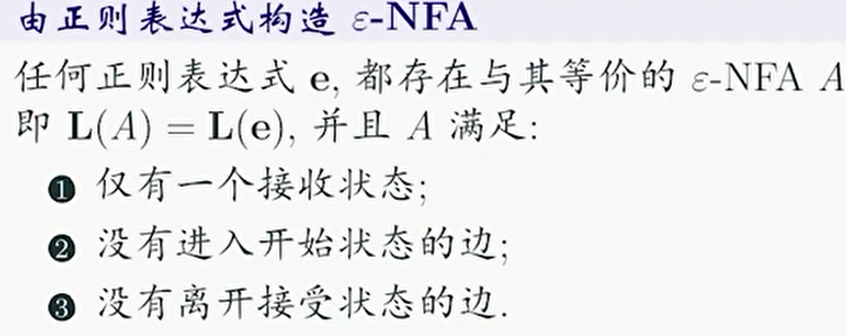 由正则表达式构造 ε-NFA
任何正则表达式 e, 都存在与其等价的 ε-NFA A
即 L(A) = L(e), 并且 A 满足:
❶ 仅有一个接收状态;
❷ 没有进入开始状态的边;
❸ 没有离开接受状态的边.